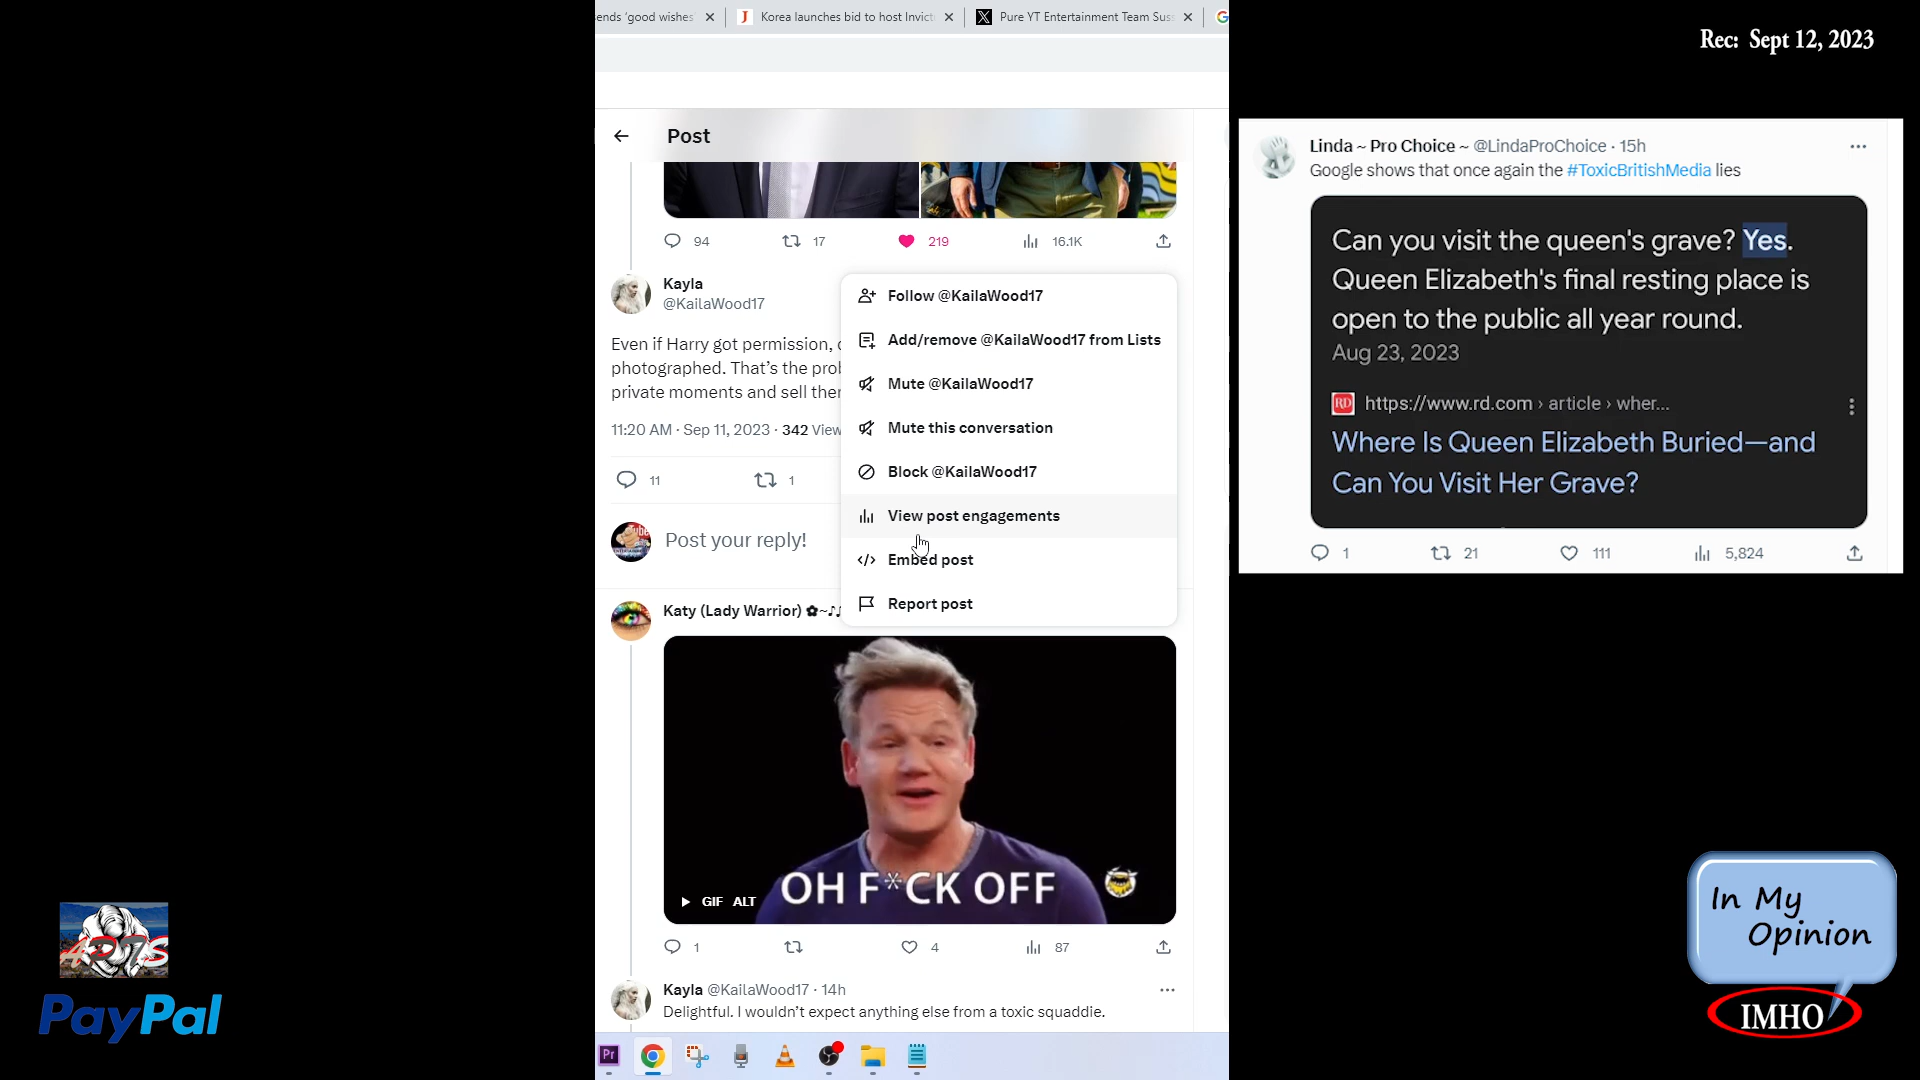 ends 'good wishes'
Korea launches bid to host Invict
Pure YT Entertainment Team Suss
Rec: Sept 12, 2023
Post
94 17 219 16.1K
Kayla
@KailaWood17
Even if Harry got permission,
photographed. That's the
private moments and sell
11:20 AM · Sep 11, 2023 · 342 View
11 1
Post your reply!
Follow @KailaWood17
Add/remove @KailaWood17 from Lists
Mute @KailaWood17
Mute this conversation
Block @KailaWood17
View post engagements
Embed post
Report post
Katy (Lady Warrior) ✿~♪♫
OH F*CK OFF
GIF ALT
1 4 87
Kayla @KailaWood17 · 14h
Delightful. I wouldn't expect anything else from a toxic squaddie.
Linda ~ Pro Choice ~ @LindaProChoice · 15h
Google shows that once again the #ToxicBritishMedia lies
Can you visit the queen's grave? Yes.
Queen Elizabeth's final resting place is
open to the public all year round.
Aug 23, 2023
RD https://www.rd.com › article › wher...
Where Is Queen Elizabeth Buried—and
Can You Visit Her Grave?
1 21 111 5,824
PayPal
In My
Opinion
IMHO
Pr